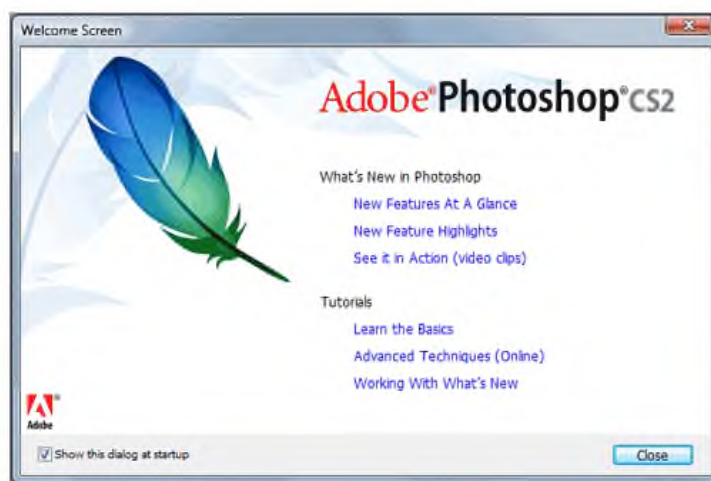 Welcome Screen
Adobe® Photoshop® CS2
What's New in Photoshop
New Features At A Glance
New Feature Highlights
See it in Action (video clips)
Tutorials
Learn the Basics
Advanced Techniques (Online)
Working With What's New
Adobe®
Show this dialog at startup
Close